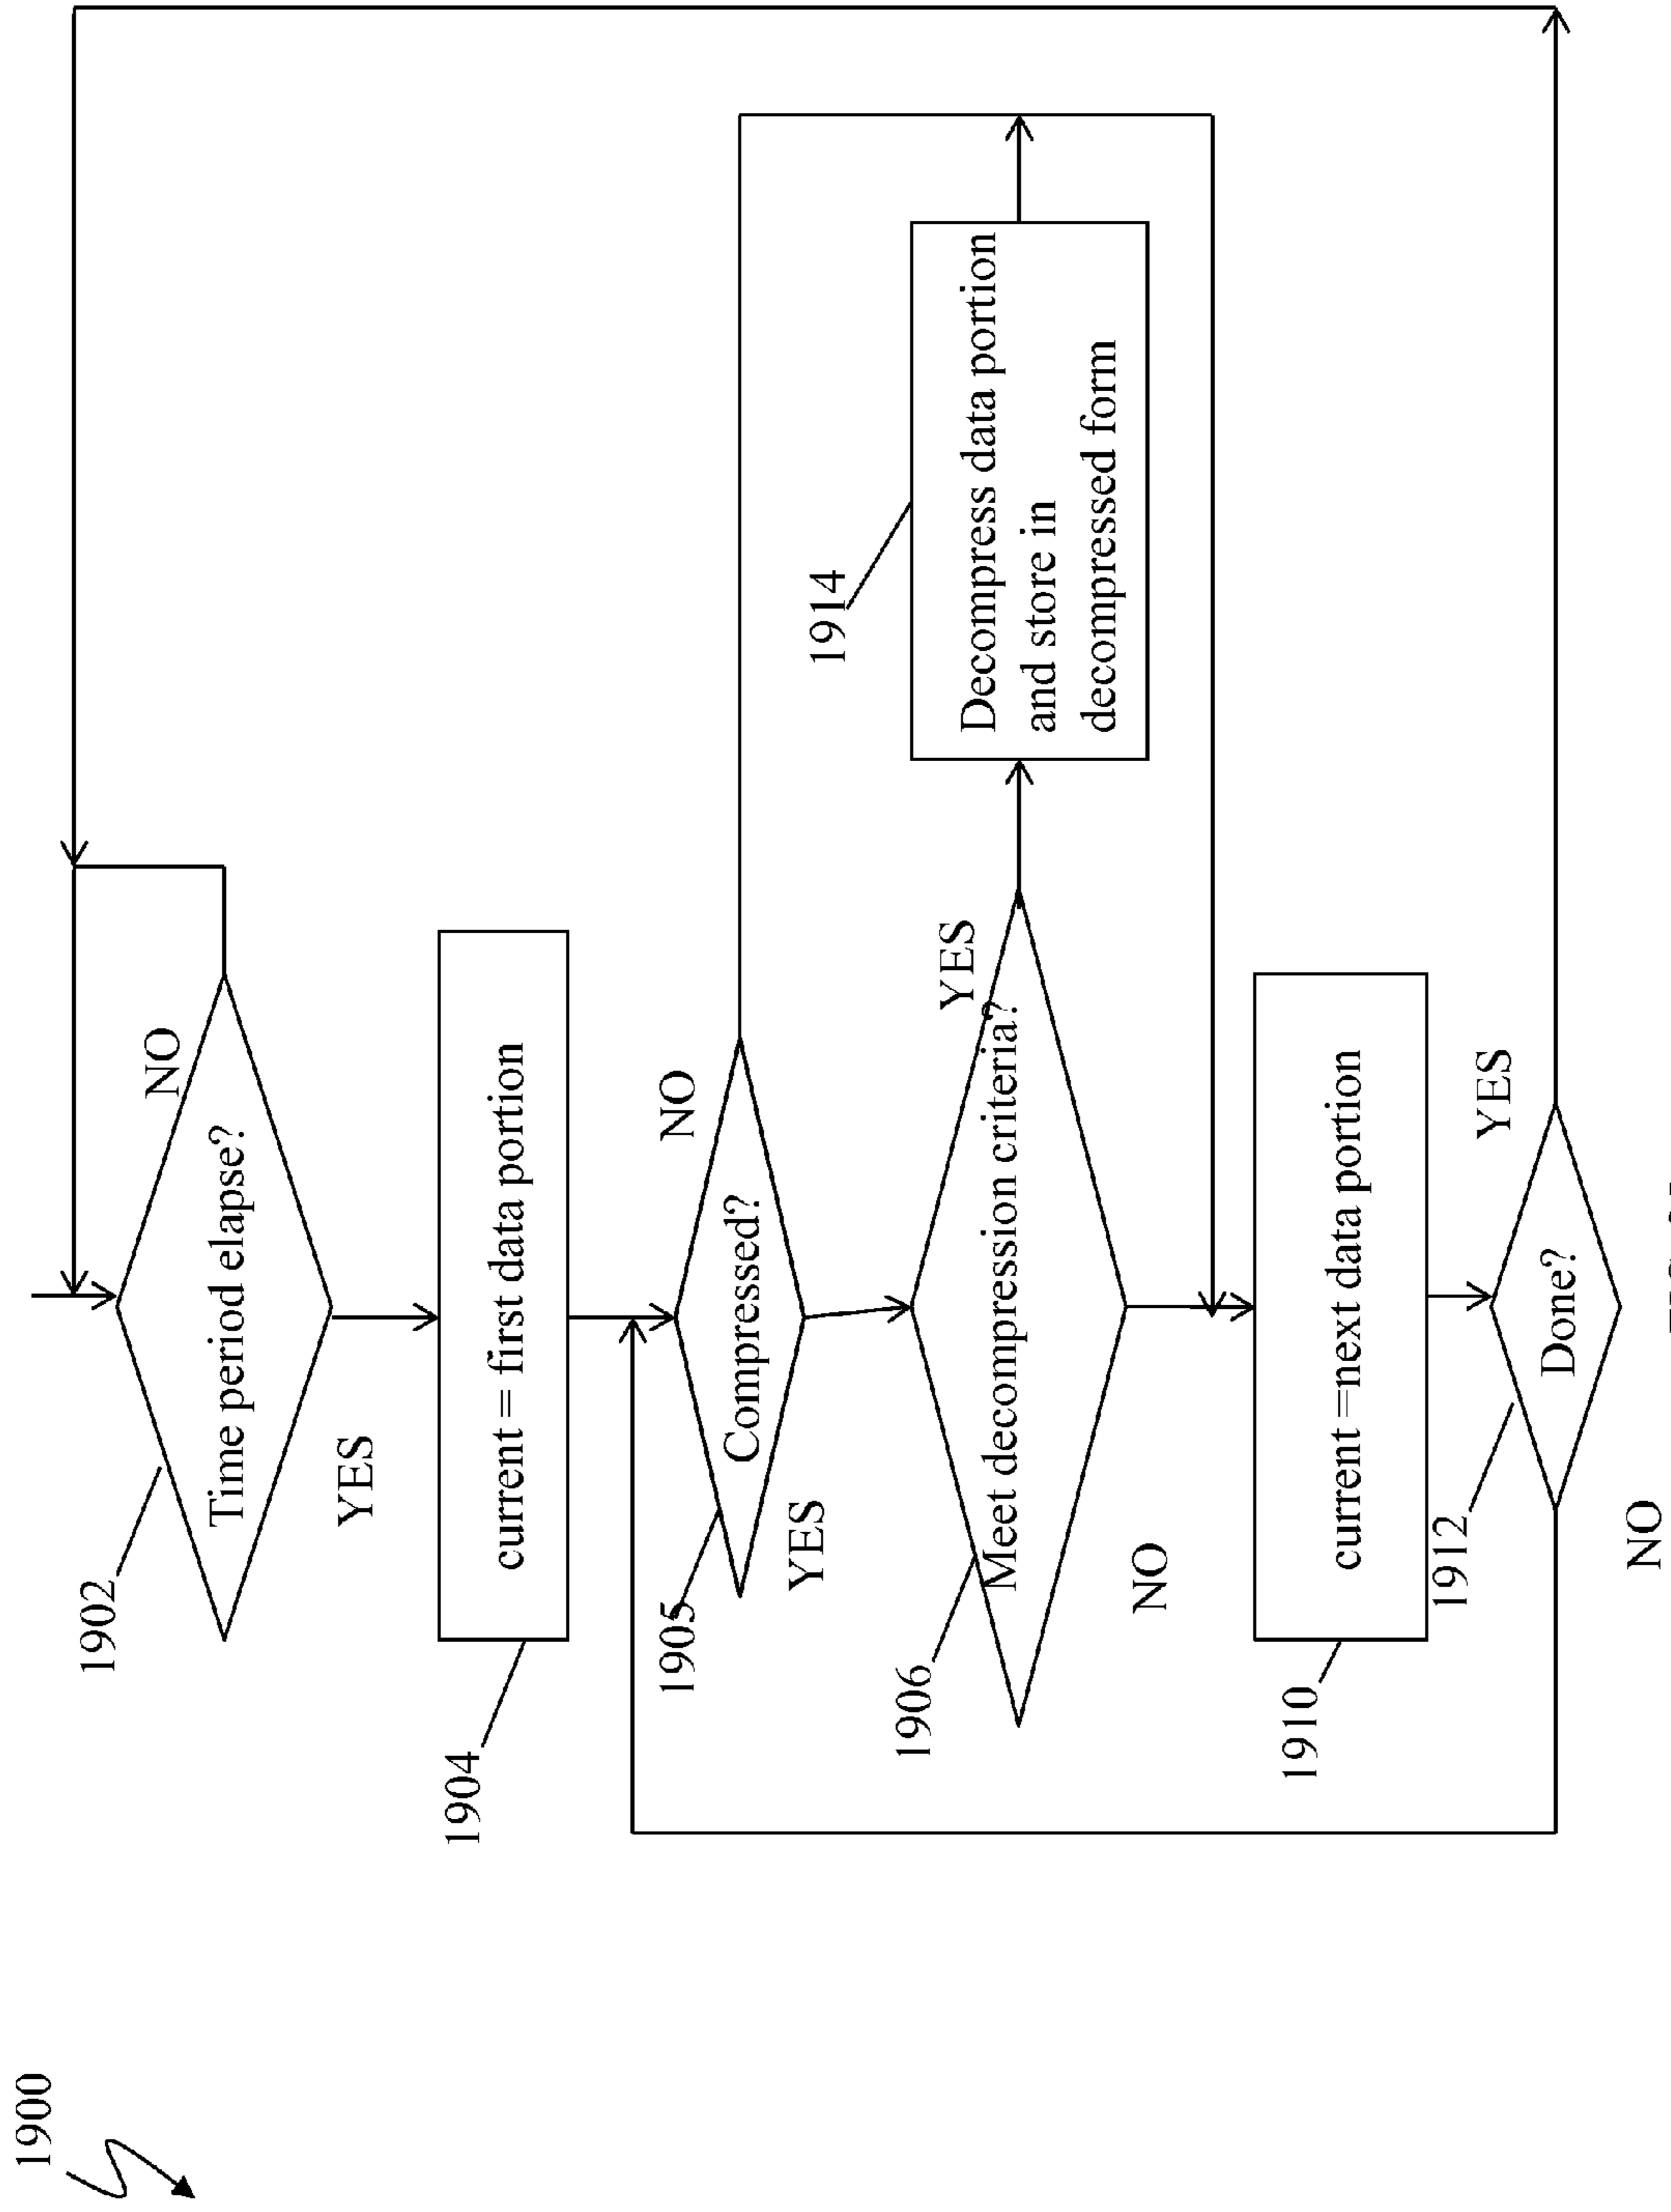 1900
1902
Time period elapse?
NO
YES
1904
current = first data portion
1905
Compressed?
NO
YES
1906
Meet decompression criteria?
YES
NO
1914
Decompress data portion
and store in
decompressed form
1910
current =next data portion
1912
Done?
YES
NO